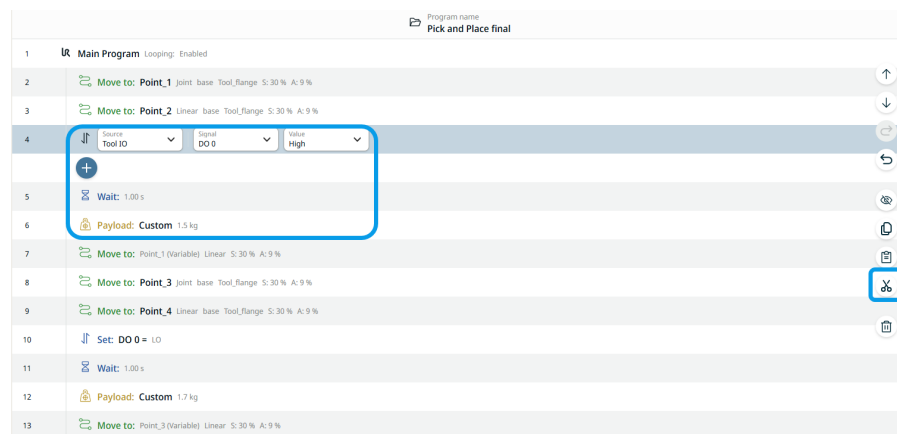 Program name
Pick and Place final
1 Main Program Looping: Enabled
2 Move to: Point_1 Joint base Tool_flange S: 30 % A: 9 %
3 Move to: Point_2 Linear base Tool_flange S: 30 % A: 9 %
4 Source Tool IO Signal DO 0 Value High
5 Wait: 1.00 s
6 Payload: Custom 1.5 kg
7 Move to: Point_1 (Variable) Linear S: 30 % A: 9 %
8 Move to: Point_3 Joint base Tool_flange S: 30 % A: 9 %
9 Move to: Point_4 Linear base Tool_flange S: 30 % A: 9 %
10 Set: DO 0 = LO
11 Wait: 1.00 s
12 Payload: Custom 1.7 kg
13 Move to: Point_3 (Variable) Linear S: 30 % A: 9 %